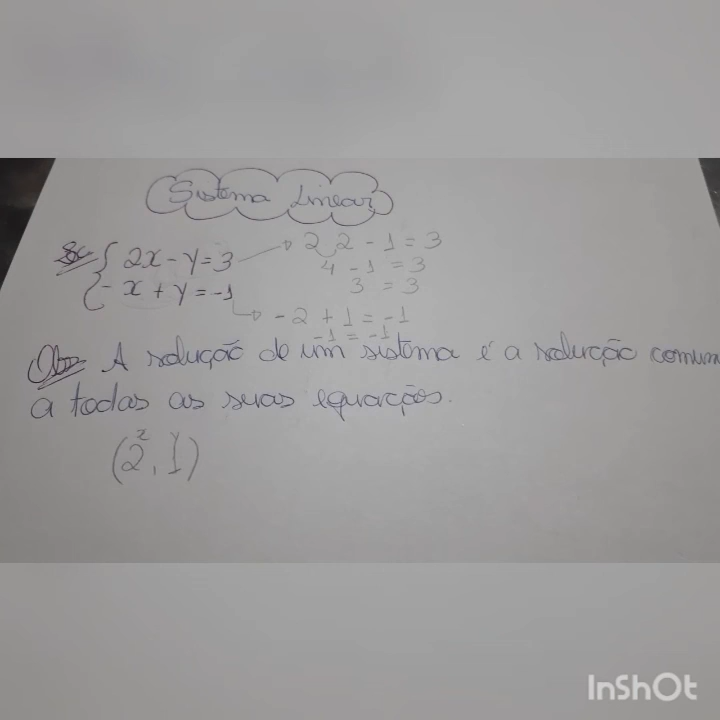 Sistema Linear
Ex { 2x - y = 3 → 2.2 - 1 = 3
4 - 1 = 3
- x + y = -1
3 = 3
→ -2 + 1 = -1
-1 = -1
Obs: A solução de um sistema é a solução comum
a todas as suas equações.
x y
(2, 1)
InShOt